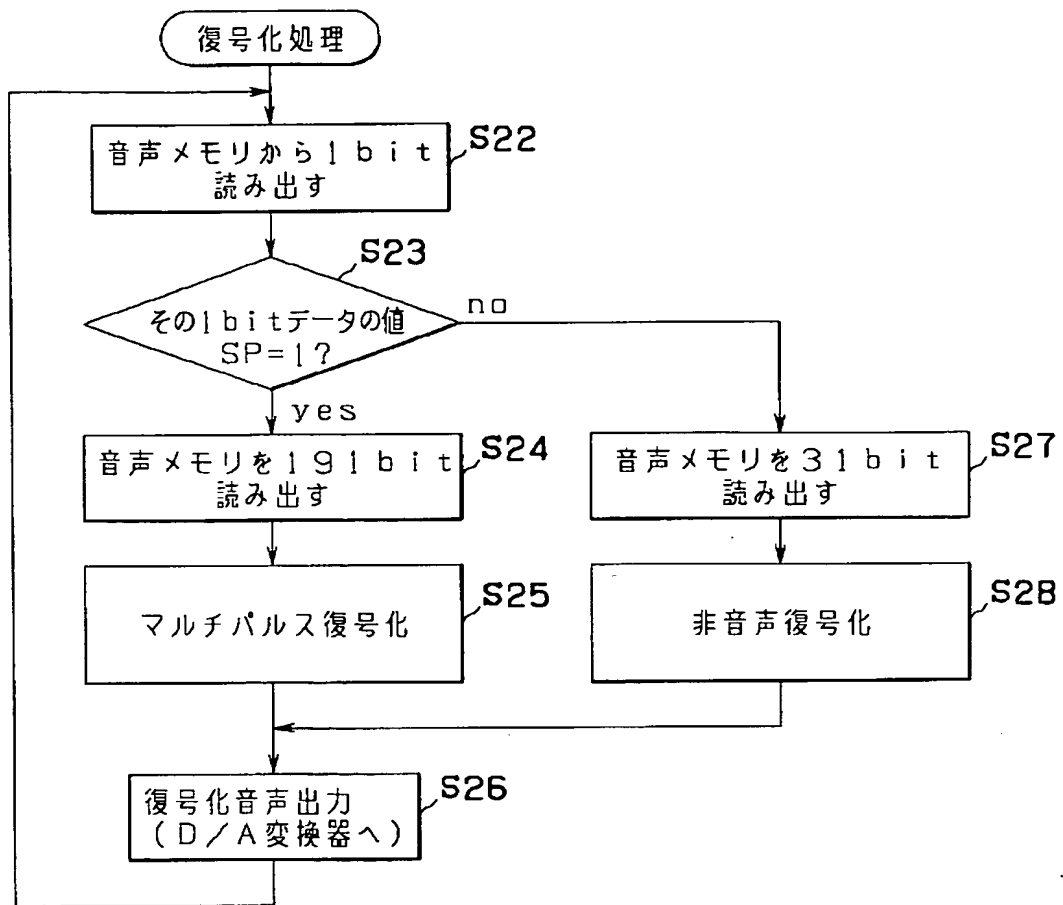 復号化処理
音声メモリから1bit
読み出す
S22
S23
その1bitデータの値
SP=1?
no
yes
音声メモリを191bit
読み出す
S24
音声メモリを31bit
読み出す
S27
マルチパルス復号化
S25
非音声復号化
S28
復号化音声出力
(D/A変換器へ)
S26